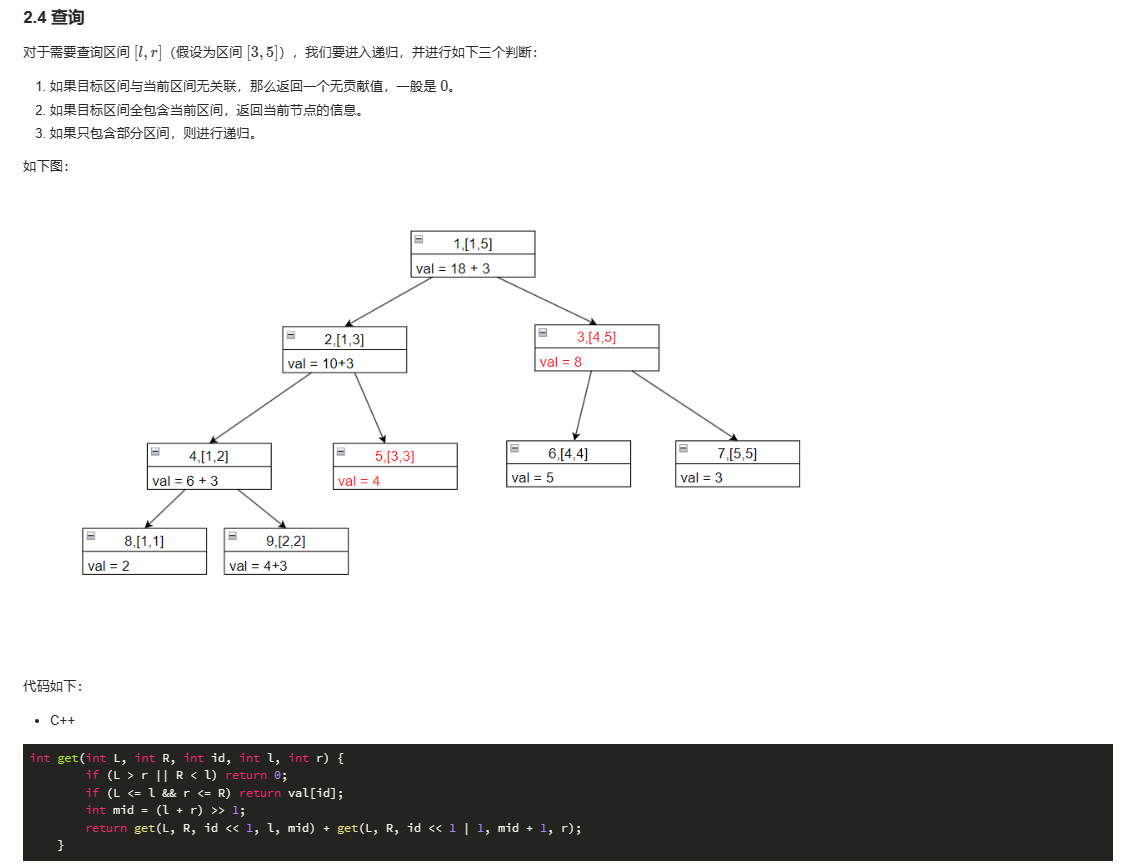 2.4 查询
对于需要查询区间 [l, r]（假设为区间 [3, 5]），我们要进入递归，并进行如下三个判断：
1. 如果目标区间与当前区间无关联，那么返回一个无贡献值，一般是 0。
2. 如果目标区间全包含当前区间，返回当前节点的信息。
3. 如果只包含部分区间，则进行递归。
如下图：
1,[1,5]
val = 18 + 3
2,[1,3]
val = 10+3
3,[4,5]
val = 8
4,[1,2]
val = 6 + 3
5,[3,3]
val = 4
6,[4,4]
val = 5
7,[5,5]
val = 3
8,[1,1]
val = 2
9,[2,2]
val = 4+3
代码如下：
• C++
int get(int L, int R, int id, int l, int r) {
if (L > r || R < l) return 0;
if (L <= l && r <= R) return val[id];
int mid = (l + r) >> 1;
return get(L, R, id << 1, l, mid) + get(L, R, id << 1 | 1, mid + 1, r);
}